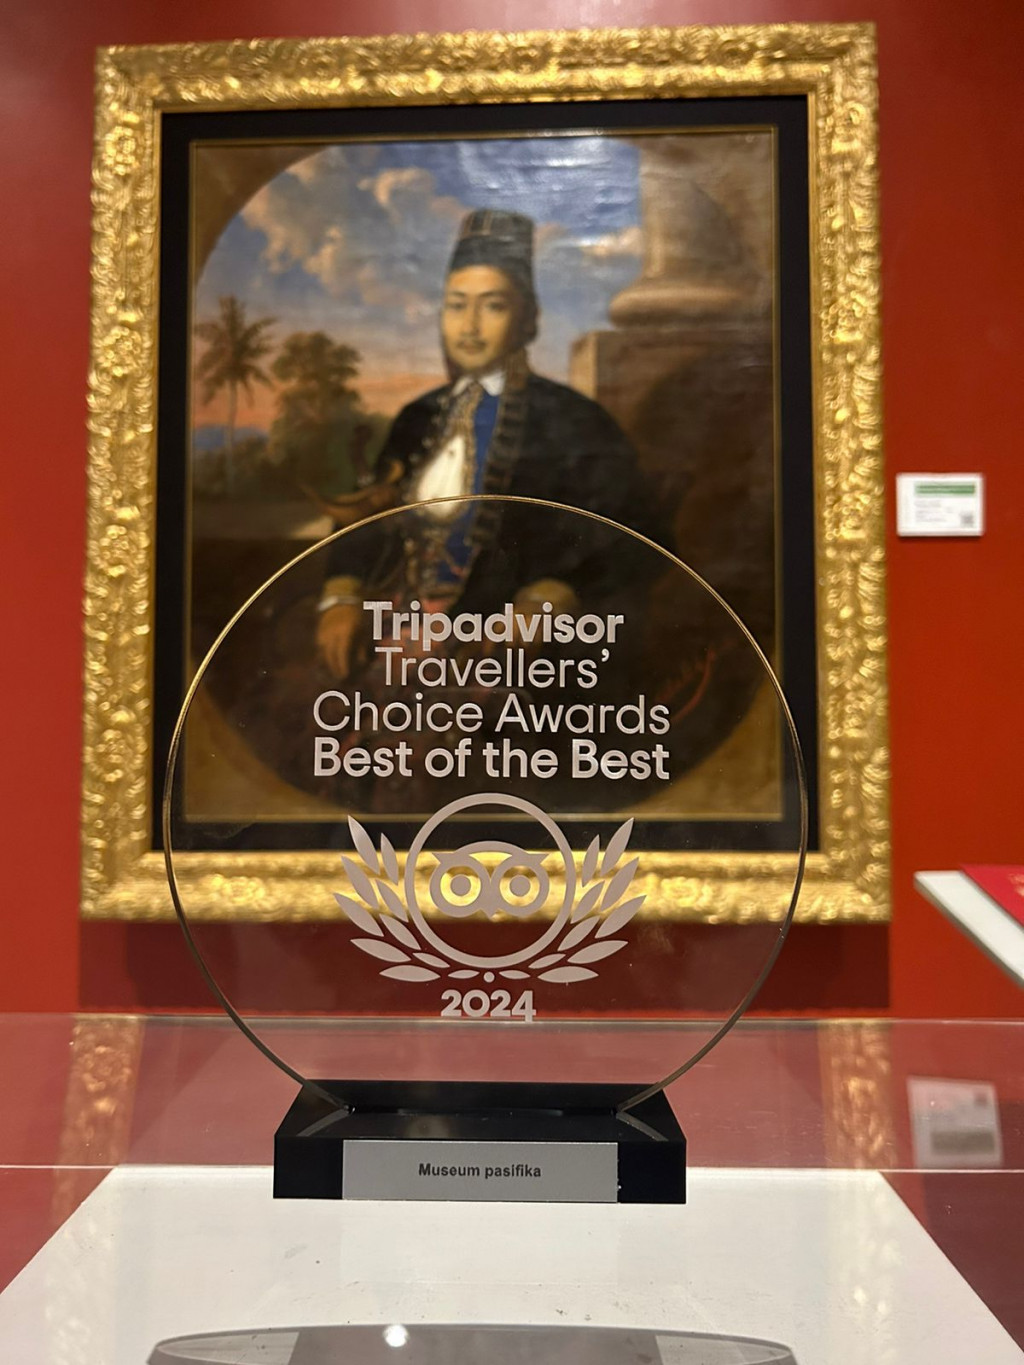 Tripadvisor
Travellers’
Choice Awards
Best of the Best
2024
Museum pasifika